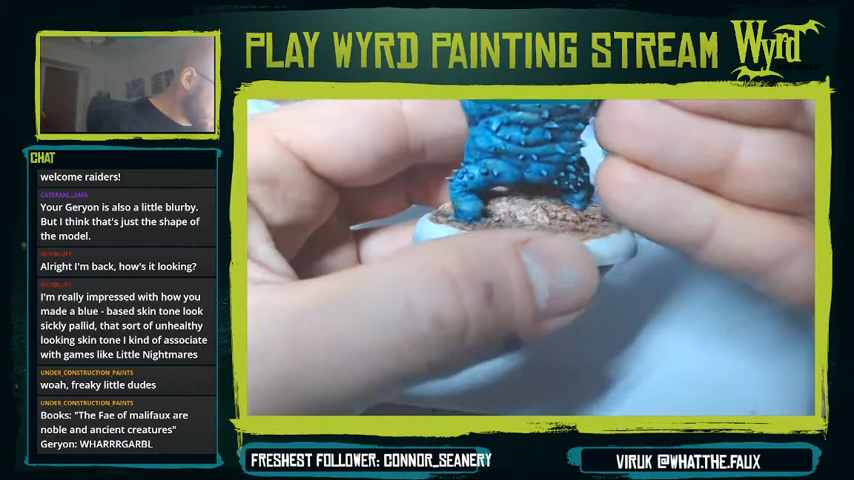 PLAY WYRD PAINTING STREAM
Wyrd
CHAT
welcome raiders!
CATERANLLAMA
Your Geryon is also a little blurby.
But I think that's just the shape of
the model.
Alright I'm back, how's it looking?
I'm really impressed with how you
made a blue - based skin tone look
sickly pallid, that sort of unhealthy
looking skin tone I kind of associate
with games like Little Nightmares
UNDER_CONSTRUCTION_PAINTS
woah, freaky little dudes
UNDER_CONSTRUCTION_PAINTS
Books: "The Fae of malifaux are
noble and ancient creatures"
Geryon: WHARRRGARBL
FRESHEST FOLLOWER: CONNOR_SEANERY
VIRUK @WHAT.THE.FAUX